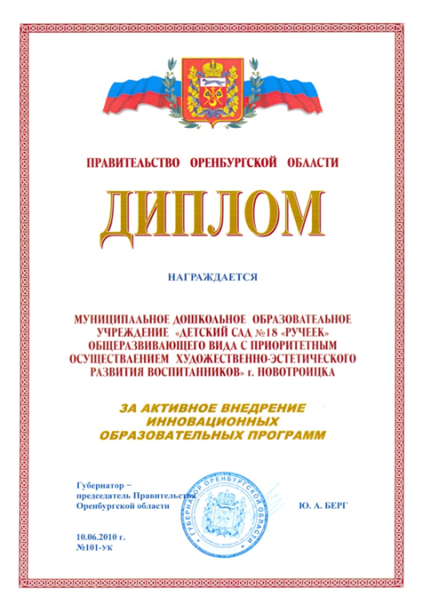 ПРАВИТЕЛЬСТВО ОРЕНБУРГСКОЙ ОБЛАСТИ
ДИПЛОМ
НАГРАЖДАЕТСЯ
МУНИЦИПАЛЬНОЕ ДОШКОЛЬНОЕ ОБРАЗОВАТЕЛЬНОЕ
УЧРЕЖДЕНИЕ «ДЕТСКИЙ САД №18 «РУЧЕЕК»
ОБЩЕРАЗВИВАЮЩЕГО ВИДА С ПРИОРИТЕТНЫМ
ОСУЩЕСТВЛЕНИЕМ ХУДОЖЕСТВЕННО-ЭСТЕТИЧЕСКОГО
РАЗВИТИЯ ВОСПИТАННИКОВ» г. НОВОТРОИЦКА
ЗА АКТИВНОЕ ВНЕДРЕНИЕ
ИННОВАЦИОННЫХ
ОБРАЗОВАТЕЛЬНЫХ ПРОГРАММ
Губернатор –
председатель Правительства
Оренбургской области
Ю. А. БЕРГ
ГУБЕРНАТОР ОРЕНБУРГСКОЙ ОБЛАСТИ
10.06.2010 г.
№101-ук